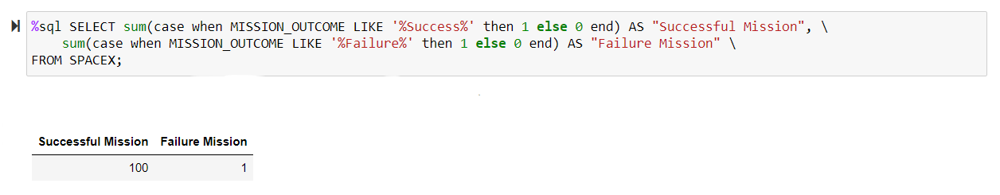 %sql SELECT sum(case when MISSION_OUTCOME LIKE '%Success%' then 1 else 0 end) AS "Successful Mission", \
sum(case when MISSION_OUTCOME LIKE '%Failure%' then 1 else 0 end) AS "Failure Mission" \
FROM SPACEX;
Successful Mission Failure Mission
100 1